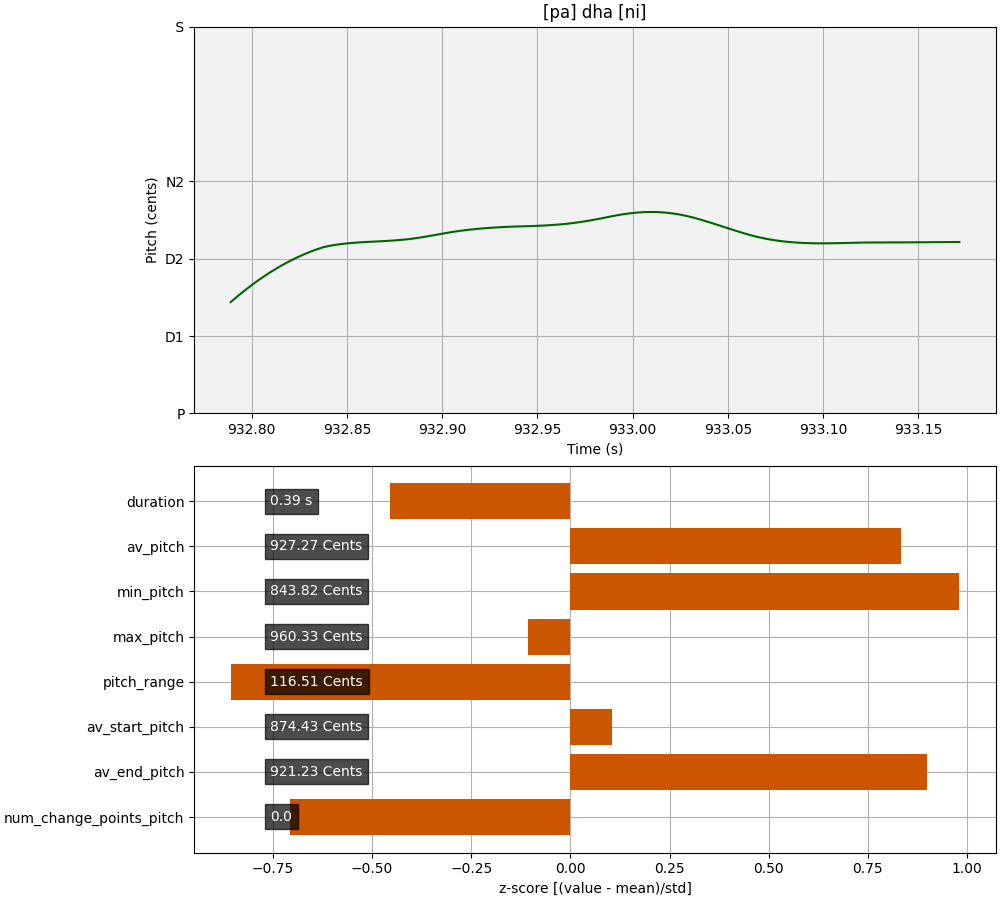 [pa] dha [ni]
S
N2
D2
D1
P
Pitch (cents)
932.80 932.85 932.90 932.95 933.00 933.05 933.10 933.15
Time (s)
duration 0.39 s
av_pitch 927.27 Cents
min_pitch 843.82 Cents
max_pitch 960.33 Cents
pitch_range 116.51 Cents
av_start_pitch 874.43 Cents
av_end_pitch 921.23 Cents
num_change_points_pitch 0.0
−0.75 −0.50 −0.25 0.00 0.25 0.50 0.75 1.00
z-score [(value - mean)/std]